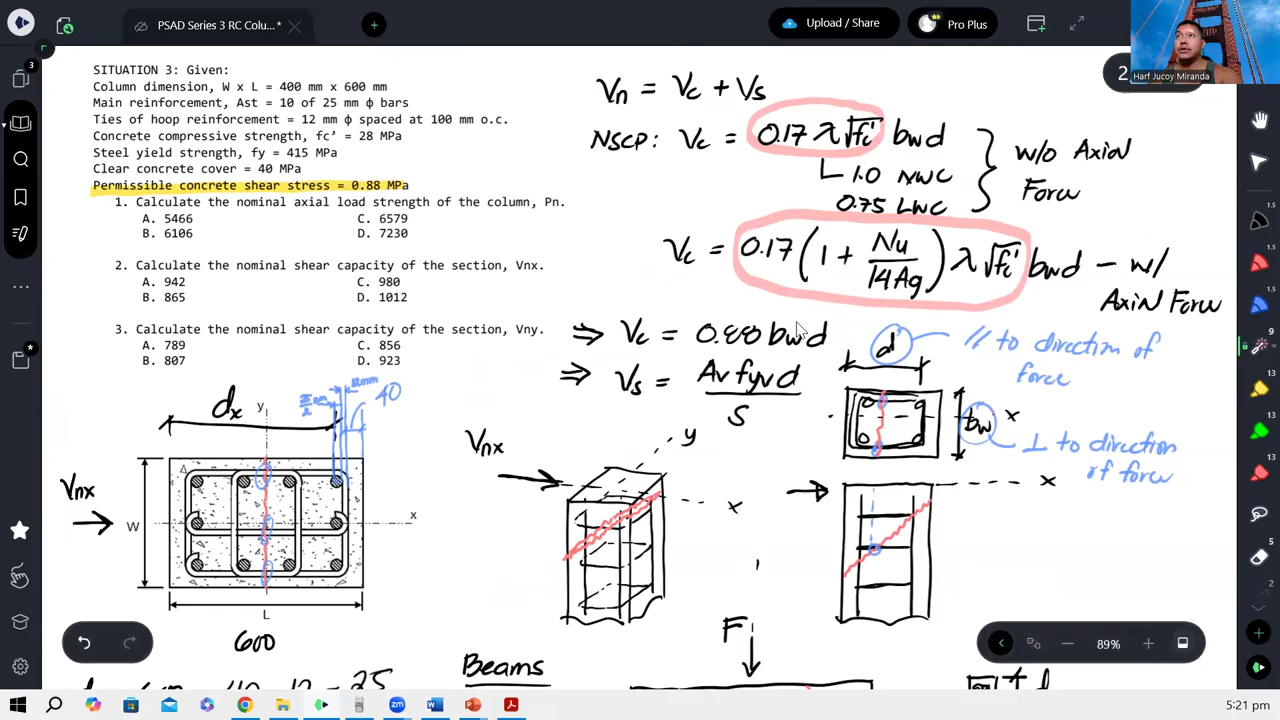 PSAD Series 3 RC Colu...*
Upload / Share
Pro Plus
Harf Jucoy Miranda
3
SITUATION 3: Given:
Column dimension, W x L = 400 mm x 600 mm
Main reinforcement, Ast = 10 of 25 mm ϕ bars
Ties of hoop reinforcement = 12 mm ϕ spaced at 100 mm o.c.
Concrete compressive strength, fc’ = 28 MPa
Steel yield strength, fy = 415 MPa
Clear concrete cover = 40 MPa
Permissible concrete shear stress = 0.88 MPa
1. Calculate the nominal axial load strength of the column, Pn.
A. 5466 C. 6579
B. 6106 D. 7230
2. Calculate the nominal shear capacity of the section, Vnx.
A. 942 C. 980
B. 865 D. 1012
3. Calculate the nominal shear capacity of the section, Vny.
A. 789 C. 856
B. 807 D. 923
Vn = Vc + Vs
NSCP: Vc = 0.17 λ √fc' bwd
1.0 NWC
0.75 LWC
w/o Axial
Force
Vc = 0.17 (1 + Nu/14Ag) λ √fc' bwd — w/
Axial Force
⇒ Vc = 0.88 bwd
⇒ Vs = Av fyv d / S
d // to direction of
force
bw ⊥ to direction
of force
x
dx
y
40
Vnx
W
x
L
600
Vnx
y
x
x
F
Beams
89%
5:21 pm